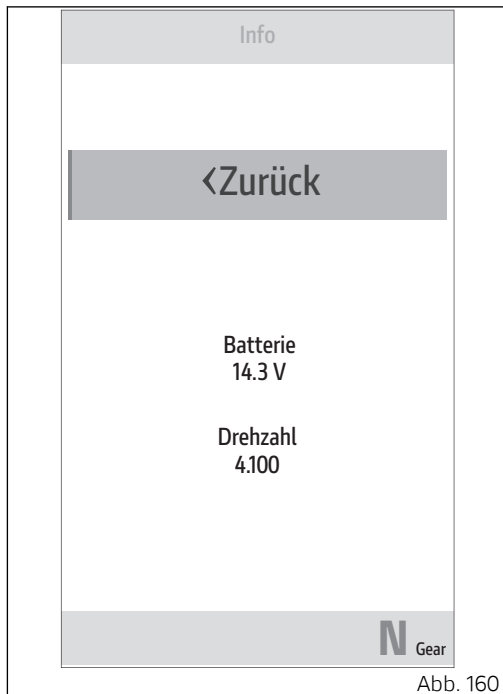 Info
‹Zurück
Batterie
14.3 V
Drehzahl
4.100
N Gear
Abb. 160